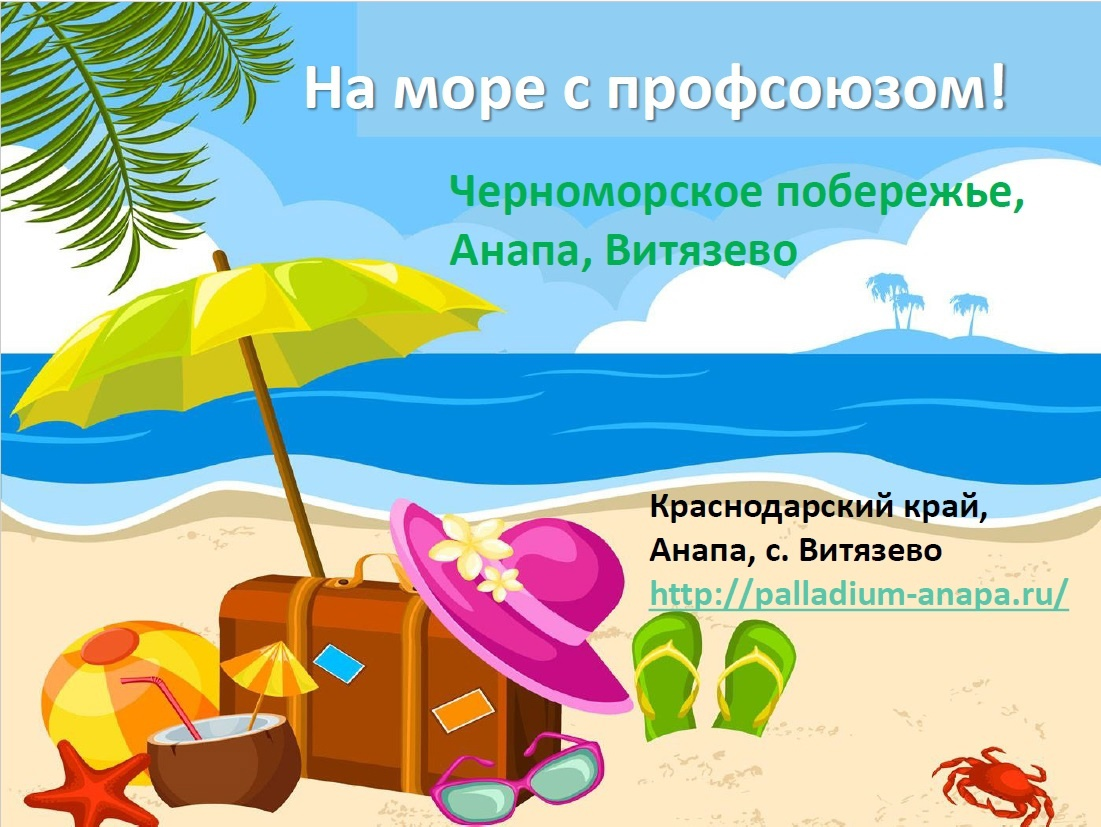 На море с профсоюзом!
Черноморское побережье,
Анапа, Витязево
Краснодарский край,
Анапа, с. Витязево
http://palladium-anapa.ru/